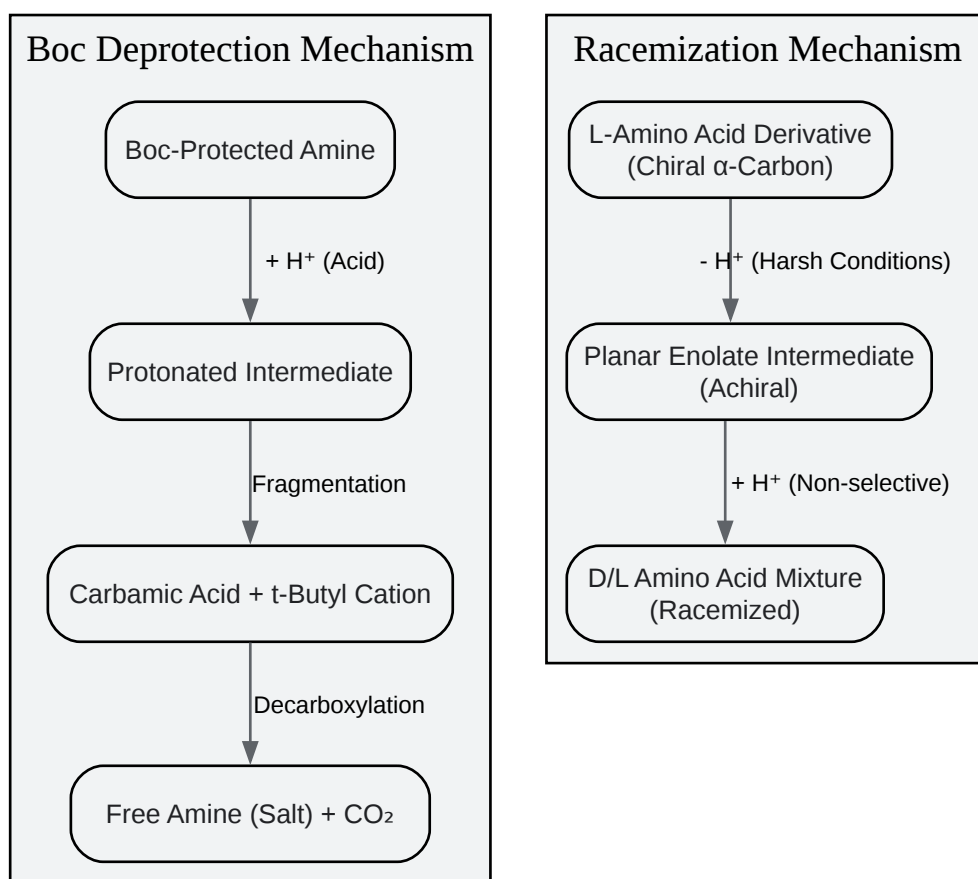 Boc Deprotection Mechanism
Boc-Protected Amine
+ H⁺ (Acid)
Protonated Intermediate
Fragmentation
Carbamic Acid + t-Butyl Cation
Decarboxylation
Free Amine (Salt) + CO₂
Racemization Mechanism
L-Amino Acid Derivative
(Chiral α-Carbon)
- H⁺ (Harsh Conditions)
Planar Enolate Intermediate
(Achiral)
+ H⁺ (Non-selective)
D/L Amino Acid Mixture
(Racemized)